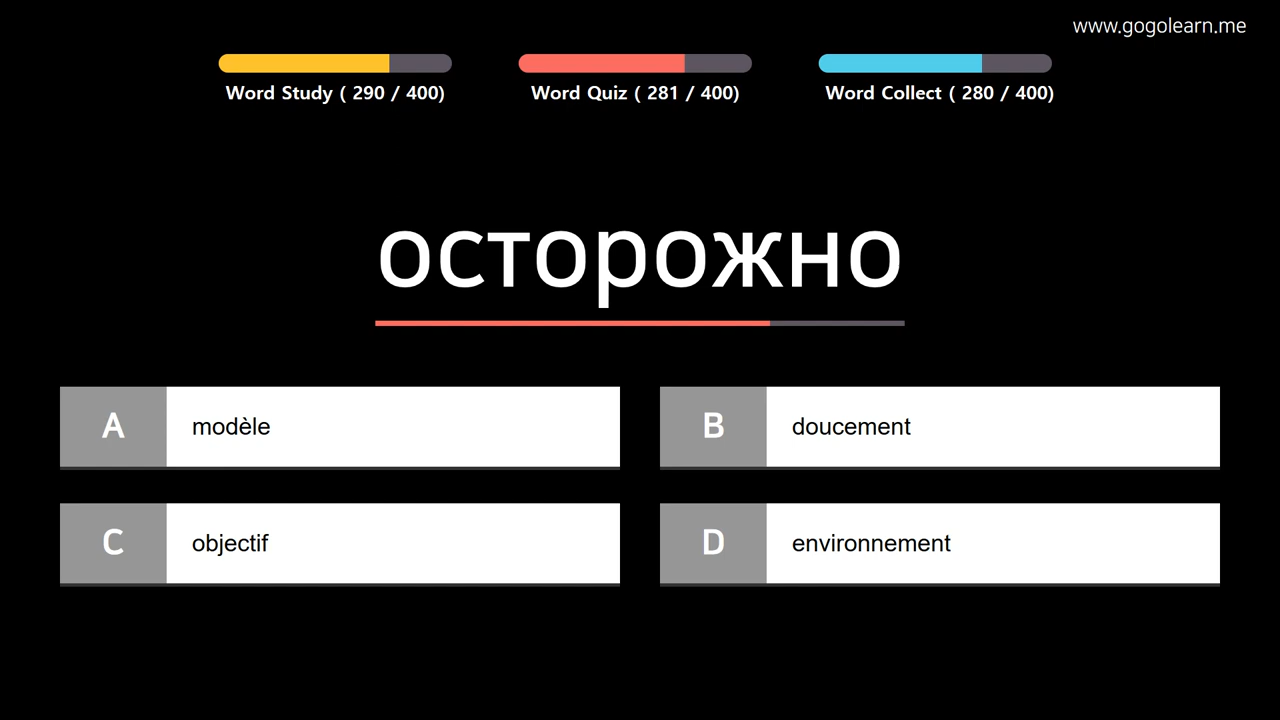 www.gogolearn.me
Word Study ( 290 / 400)
Word Quiz ( 281 / 400)
Word Collect ( 280 / 400)
осторожно
A modèle
B doucement
C objectif
D environnement